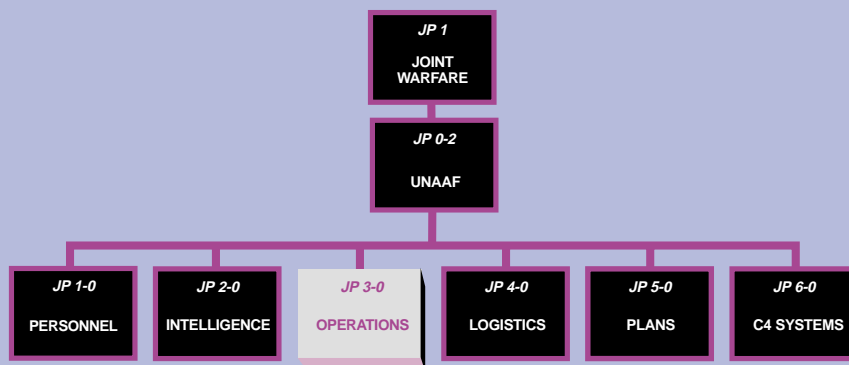 JP 1
JOINT
WARFARE
JP 0-2
UNAAF
JP 1-0
PERSONNEL
JP 2-0
INTELLIGENCE
JP 3-0
OPERATIONS
JP 4-0
LOGISTICS
JP 5-0
PLANS
JP 6-0
C4 SYSTEMS